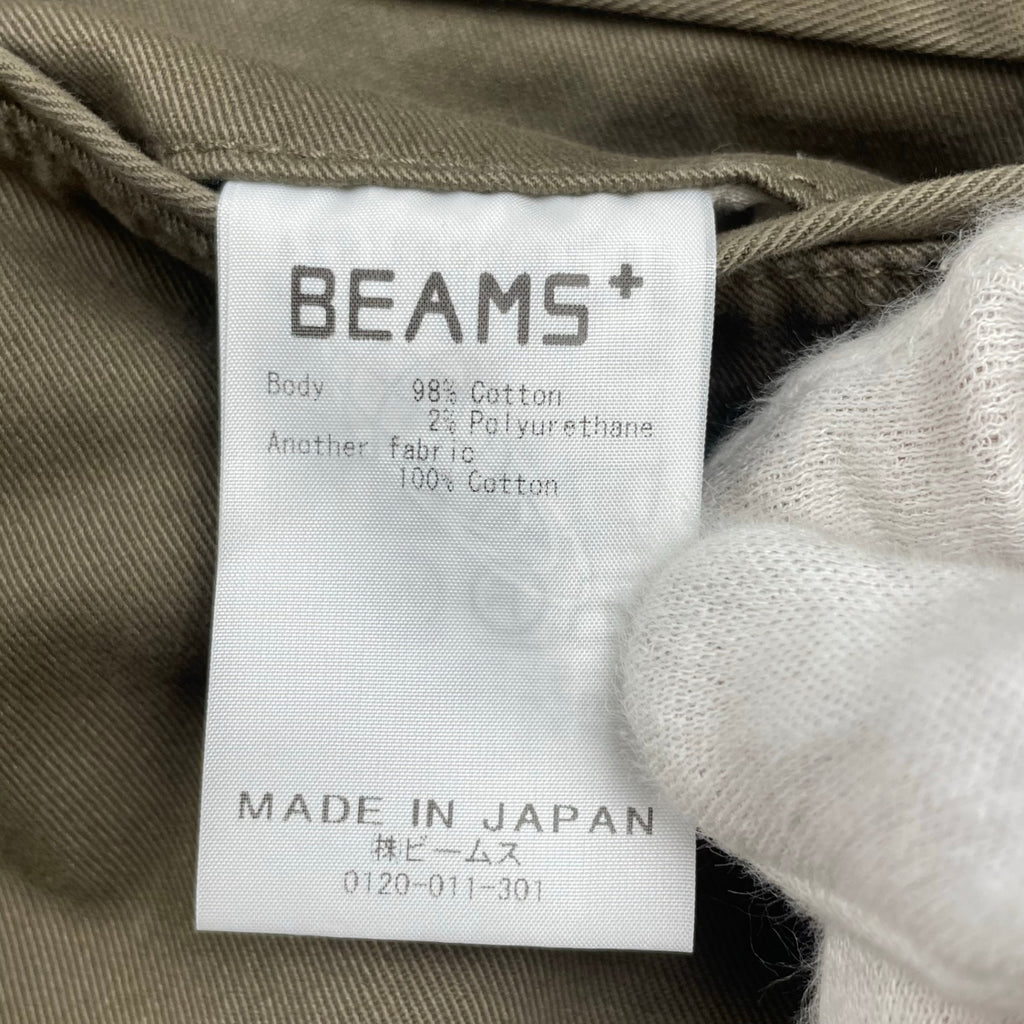 BEAMS+
Body 98% Cotton
2% Polyurethane
Another fabric
100% Cotton
MADE IN JAPAN
㈱ビームス
0120-011-301